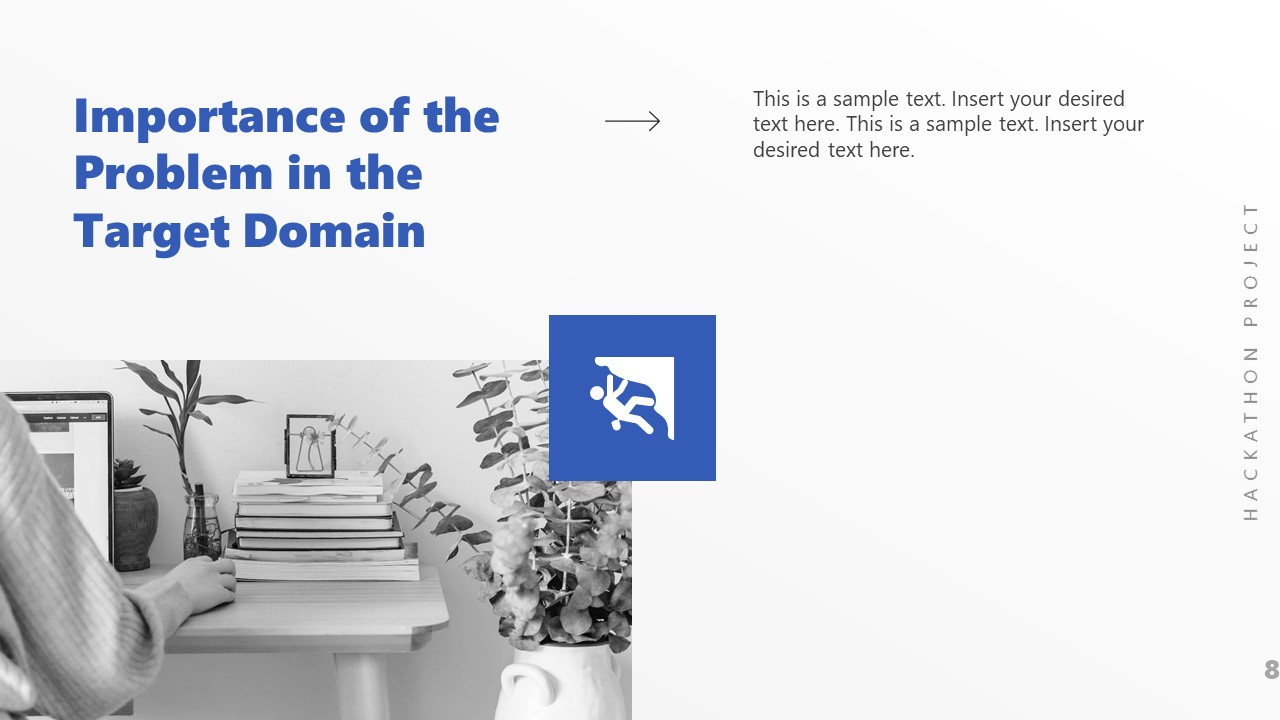 Importance of the
Problem in the
Target Domain
This is a sample text. Insert your desired
text here. This is a sample text. Insert your
desired text here.
HACKATHON PROJECT
8